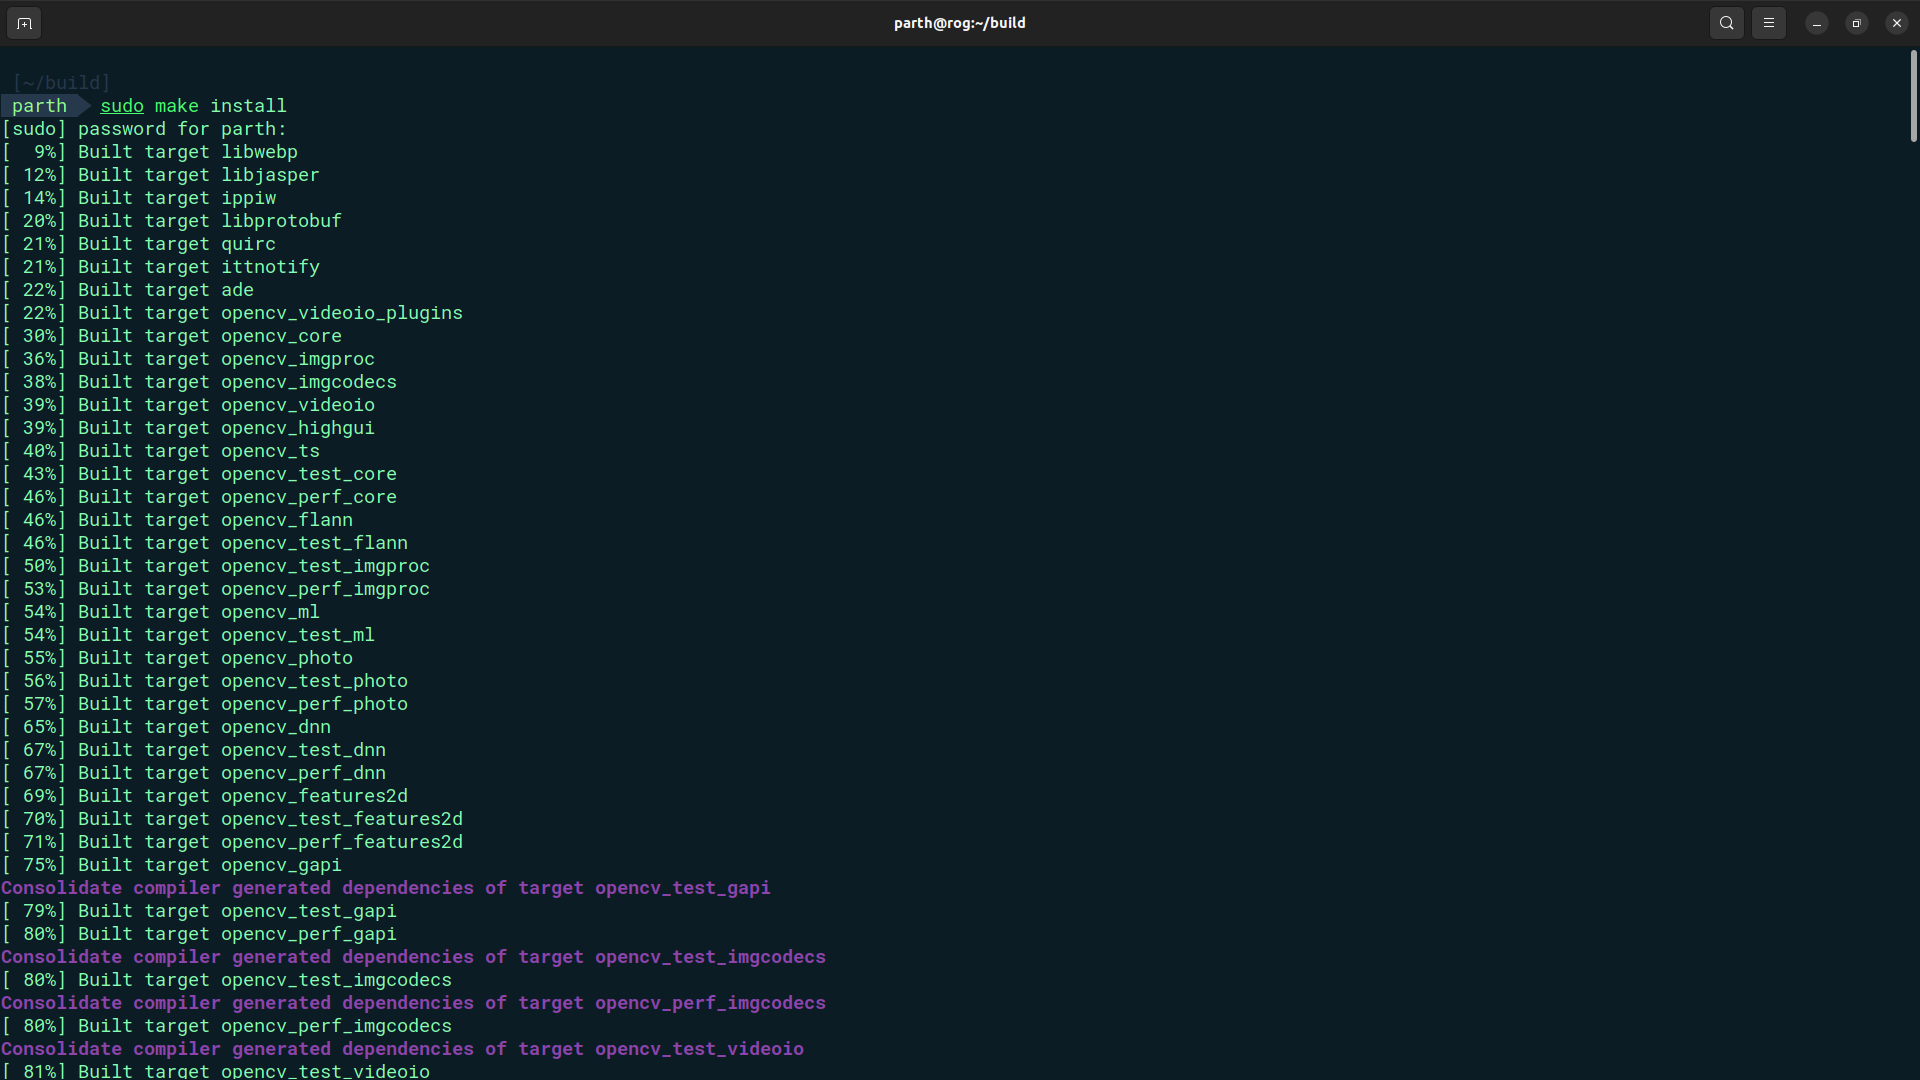 parth@rog:~/build
[~/build]
parth sudo make install
[sudo] password for parth:
[  9%] Built target libwebp
[ 12%] Built target libjasper
[ 14%] Built target ippiw
[ 20%] Built target libprotobuf
[ 21%] Built target quirc
[ 21%] Built target ittnotify
[ 22%] Built target ade
[ 22%] Built target opencv_videoio_plugins
[ 30%] Built target opencv_core
[ 36%] Built target opencv_imgproc
[ 38%] Built target opencv_imgcodecs
[ 39%] Built target opencv_videoio
[ 39%] Built target opencv_highgui
[ 40%] Built target opencv_ts
[ 43%] Built target opencv_test_core
[ 46%] Built target opencv_perf_core
[ 46%] Built target opencv_flann
[ 46%] Built target opencv_test_flann
[ 50%] Built target opencv_test_imgproc
[ 53%] Built target opencv_perf_imgproc
[ 54%] Built target opencv_ml
[ 54%] Built target opencv_test_ml
[ 55%] Built target opencv_photo
[ 56%] Built target opencv_test_photo
[ 57%] Built target opencv_perf_photo
[ 65%] Built target opencv_dnn
[ 67%] Built target opencv_test_dnn
[ 67%] Built target opencv_perf_dnn
[ 69%] Built target opencv_features2d
[ 70%] Built target opencv_test_features2d
[ 71%] Built target opencv_perf_features2d
[ 75%] Built target opencv_gapi
Consolidate compiler generated dependencies of target opencv_test_gapi
[ 79%] Built target opencv_test_gapi
[ 80%] Built target opencv_perf_gapi
Consolidate compiler generated dependencies of target opencv_test_imgcodecs
[ 80%] Built target opencv_test_imgcodecs
Consolidate compiler generated dependencies of target opencv_perf_imgcodecs
[ 80%] Built target opencv_perf_imgcodecs
Consolidate compiler generated dependencies of target opencv_test_videoio
[ 81%] Built target opencv_test_videoio